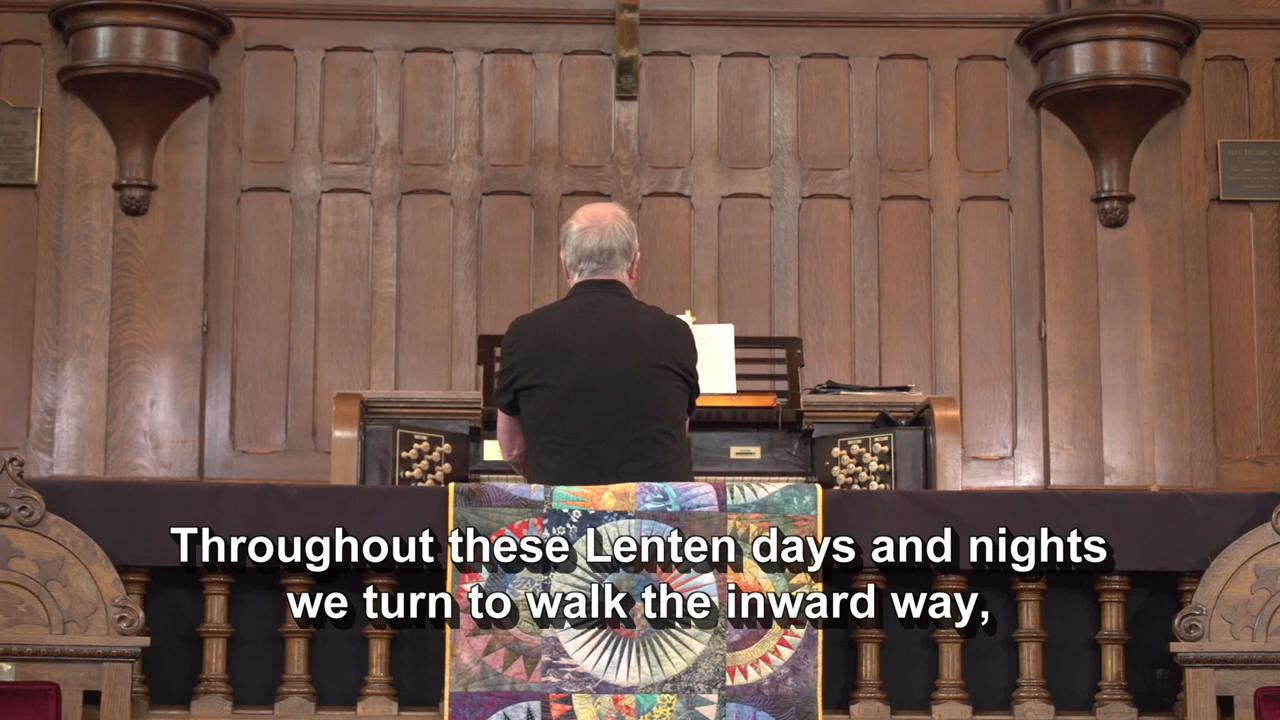 Throughout these Lenten days and nights
we turn to walk the inward way,